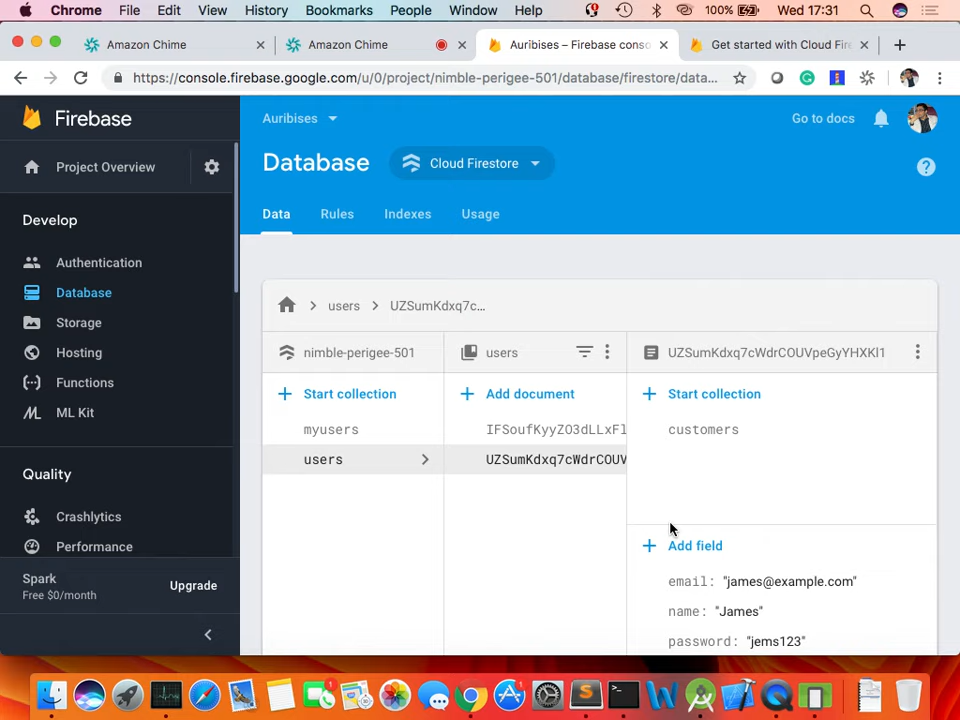 Chrome File Edit View History Bookmarks People Window Help 100% Wed 17:31
Amazon Chime
Amazon Chime
Auribises – Firebase conso
Get started with Cloud Fire
https://console.firebase.google.com/u/0/project/nimble-perigee-501/database/firestore/data...
Firebase
Project Overview
Develop
Authentication
Database
Storage
Hosting
Functions
ML Kit
Quality
Crashlytics
Performance
Spark
Free $0/month
Upgrade
Auribises
Go to docs
Database
Cloud Firestore
Data Rules Indexes Usage
users
UZSumKdxq7c...
nimble-perigee-501
Start collection
myusers
users
users
Add document
IFSoufKyyZO3dLLxFl
UZSumKdxq7cWdrCOUV
UZSumKdxq7cWdrCOUVpeGyYHXKl1
Start collection
customers
Add field
email: "james@example.com"
name: "James"
password: "jems123"